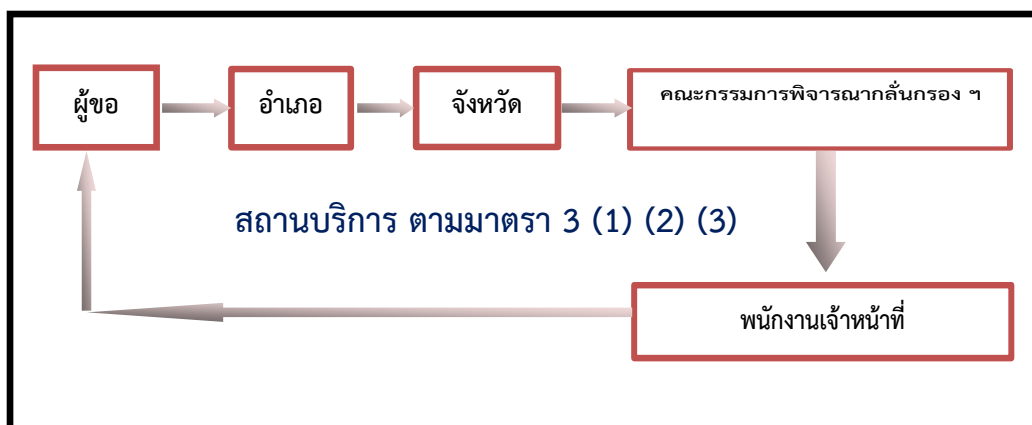 ผู้ขอ
อำเภอ
จังหวัด
คณะกรรมการพิจารณากลั่นกรอง ฯ
สถานบริการ ตามมาตรา 3 (1) (2) (3)
พนักงานเจ้าหน้าที่